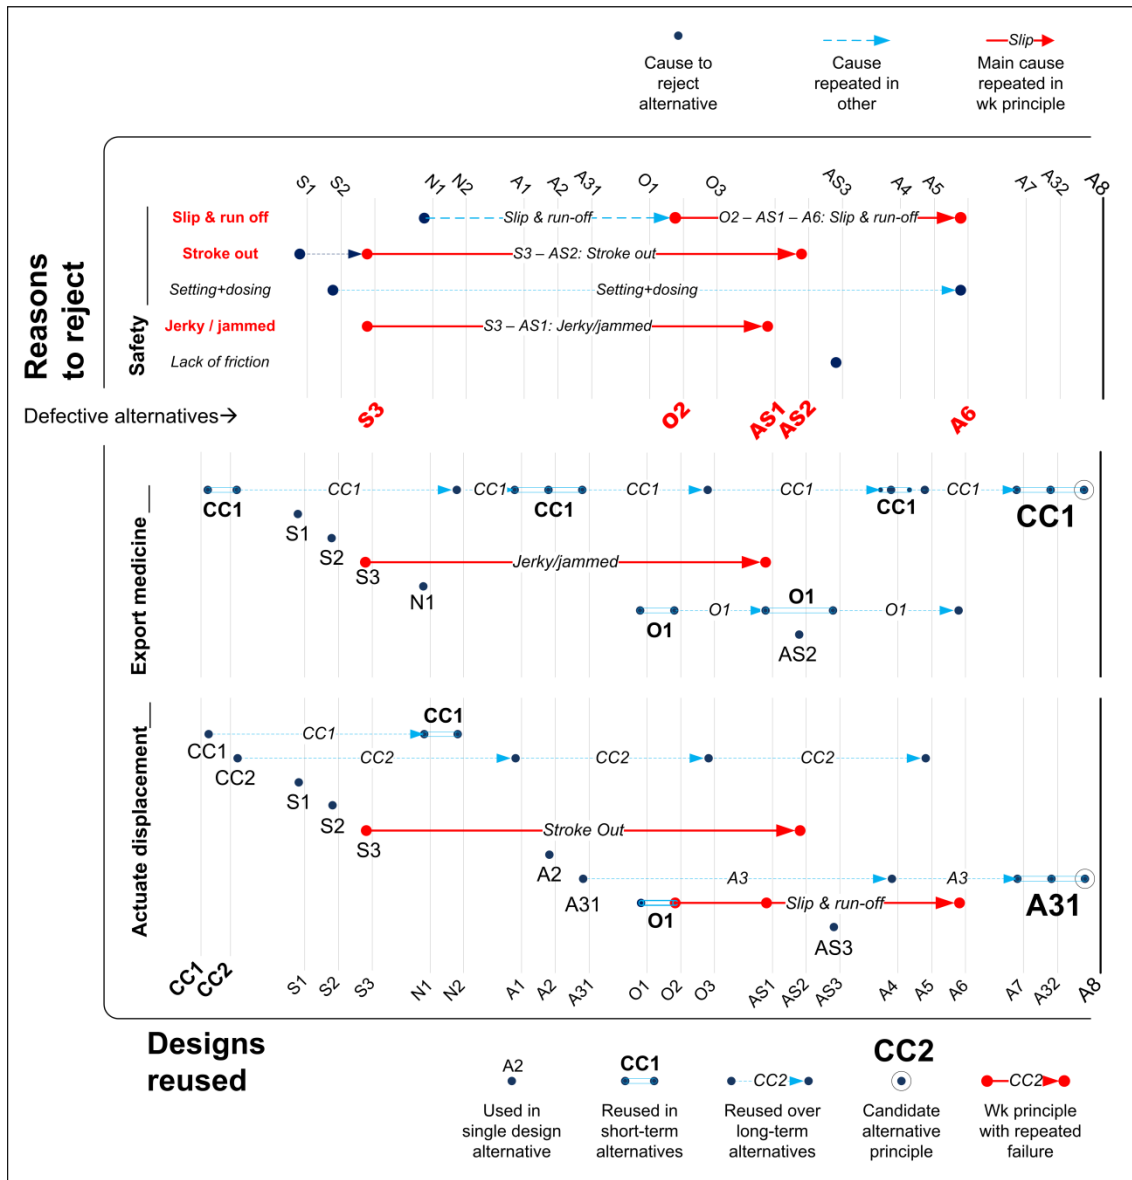 Slip
Cause to
reject
alternative
Cause
repeated in
other
Main cause
repeated in
wk principle
S1
S2
N1
N2
A1
A2
A31
O1
O3
AS3
A4
A5
A7
A32
A8
Reasons
to reject
Safety
Slip & run off
Slip & run-off
O2 – AS1 – A6: Slip & run-off
Stroke out
S3 – AS2: Stroke out
Setting+dosing
Setting+dosing
Jerky / jammed
S3 – AS1: Jerky/jammed
Lack of friction
Defective alternatives→
S3
O2
AS1
AS2
A6
Export medicine
CC1
CC1
CC1
CC1
CC1
CC1
CC1
CC1
CC1
CC1
S1
S2
S3
Jerky/jammed
N1
O1
O1
O1
O1
AS2
Actuate displacement
CC1
CC1
CC1
CC2
CC2
CC2
CC2
S1
S2
S3
Stroke Out
A2
A31
A3
A3
A31
O1
Slip & run-off
AS3
CC1
CC2
S1
S2
S3
N1
N2
A1
A2
A31
O1
O2
O3
AS1
AS2
AS3
A4
A5
A6
A7
A32
A8
Designs
reused
A2
Used in
single design
alternative
CC1
Reused in
short-term
alternatives
CC2
Reused over
long-term
alternatives
CC2
Candidate
alternative
principle
CC2
Wk principle
with repeated
failure